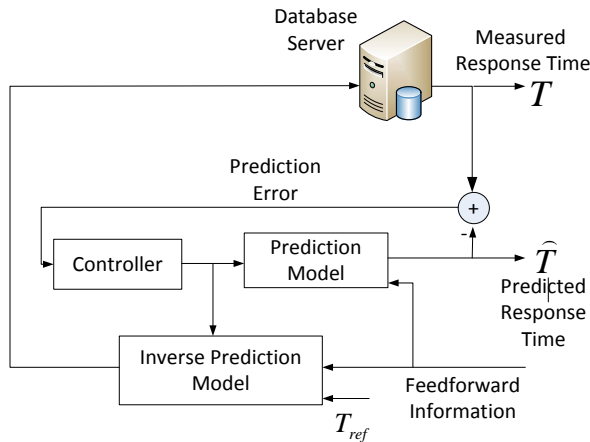 Database
Server
Measured
Response Time
T
Prediction
Error
+
-
Controller
Prediction
Model
T̂
Predicted
Response
Time
Inverse Prediction
Model
Feedforward
Information
T_ref